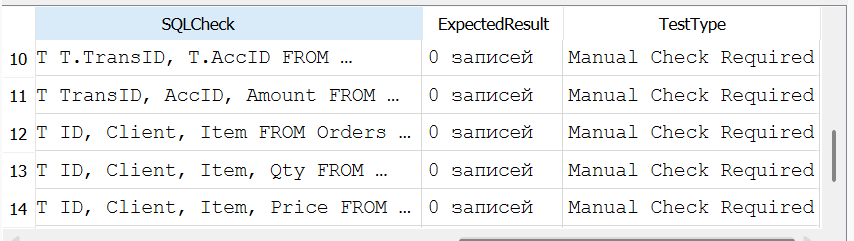 SQLCheck ExpectedResult TestType
10 T T.TransID, T.AccID FROM … 0 записей Manual Check Required
11 T TransID, AccID, Amount FROM … 0 записей Manual Check Required
12 T ID, Client, Item FROM Orders … 0 записей Manual Check Required
13 T ID, Client, Item, Qty FROM … 0 записей Manual Check Required
14 T ID, Client, Item, Price FROM … 0 записей Manual Check Required